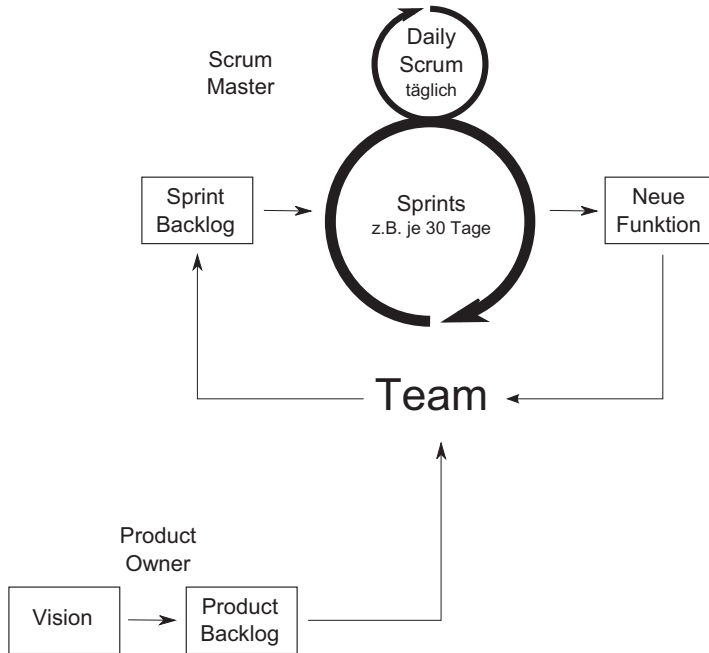 Daily
Scrum
täglich
Scrum
Master
Sprint
Backlog
Sprints
z.B. je 30 Tage
Neue
Funktion
Team
Product
Owner
Vision
Product
Backlog